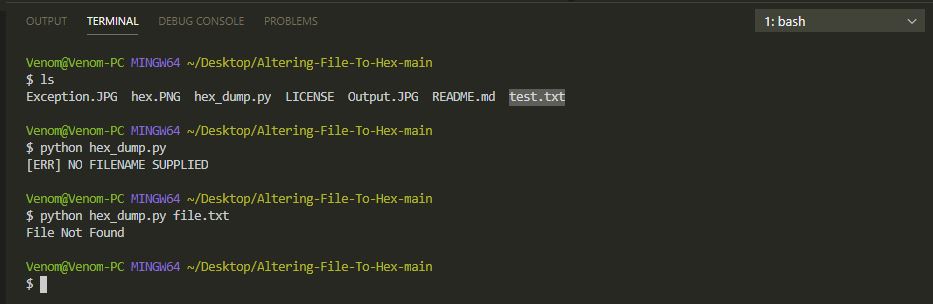 OUTPUT TERMINAL DEBUG CONSOLE PROBLEMS 1: bash
Venom@Venom-PC MINGW64 ~/Desktop/Altering-File-To-Hex-main
$ ls
Exception.JPG hex.PNG hex_dump.py LICENSE Output.JPG README.md test.txt
Venom@Venom-PC MINGW64 ~/Desktop/Altering-File-To-Hex-main
$ python hex_dump.py
[ERR] NO FILENAME SUPPLIED
Venom@Venom-PC MINGW64 ~/Desktop/Altering-File-To-Hex-main
$ python hex_dump.py file.txt
File Not Found
Venom@Venom-PC MINGW64 ~/Desktop/Altering-File-To-Hex-main
$